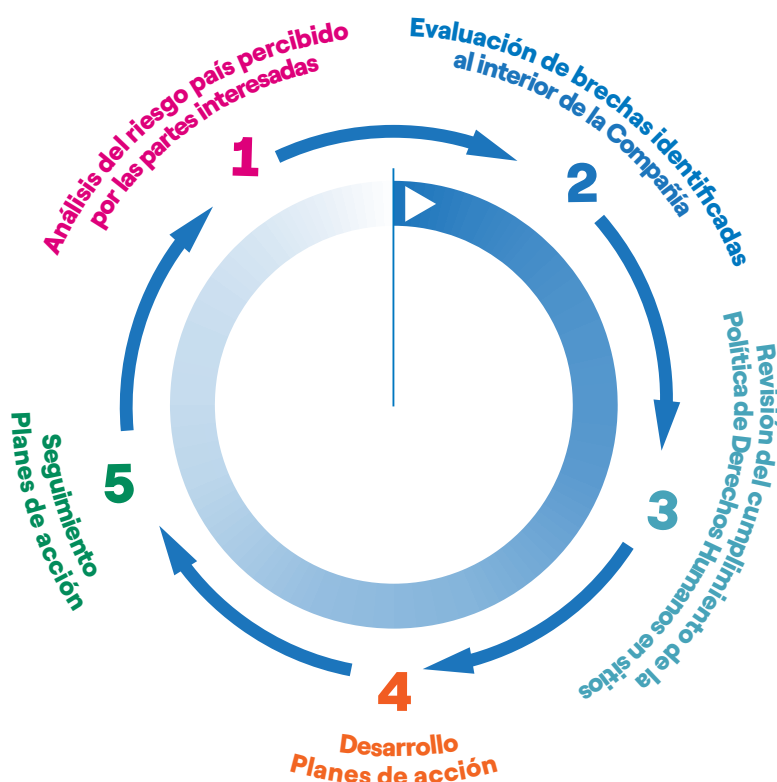 1
Análisis del riesgo país percibido
por las partes interesadas
2
Evaluación de brechas identificadas
al interior de la Compañía
3
Revisión del cumplimiento de la
Política de Derechos Humanos en sitios
4
Desarrollo
Planes de acción
5
Seguimiento
Planes de acción